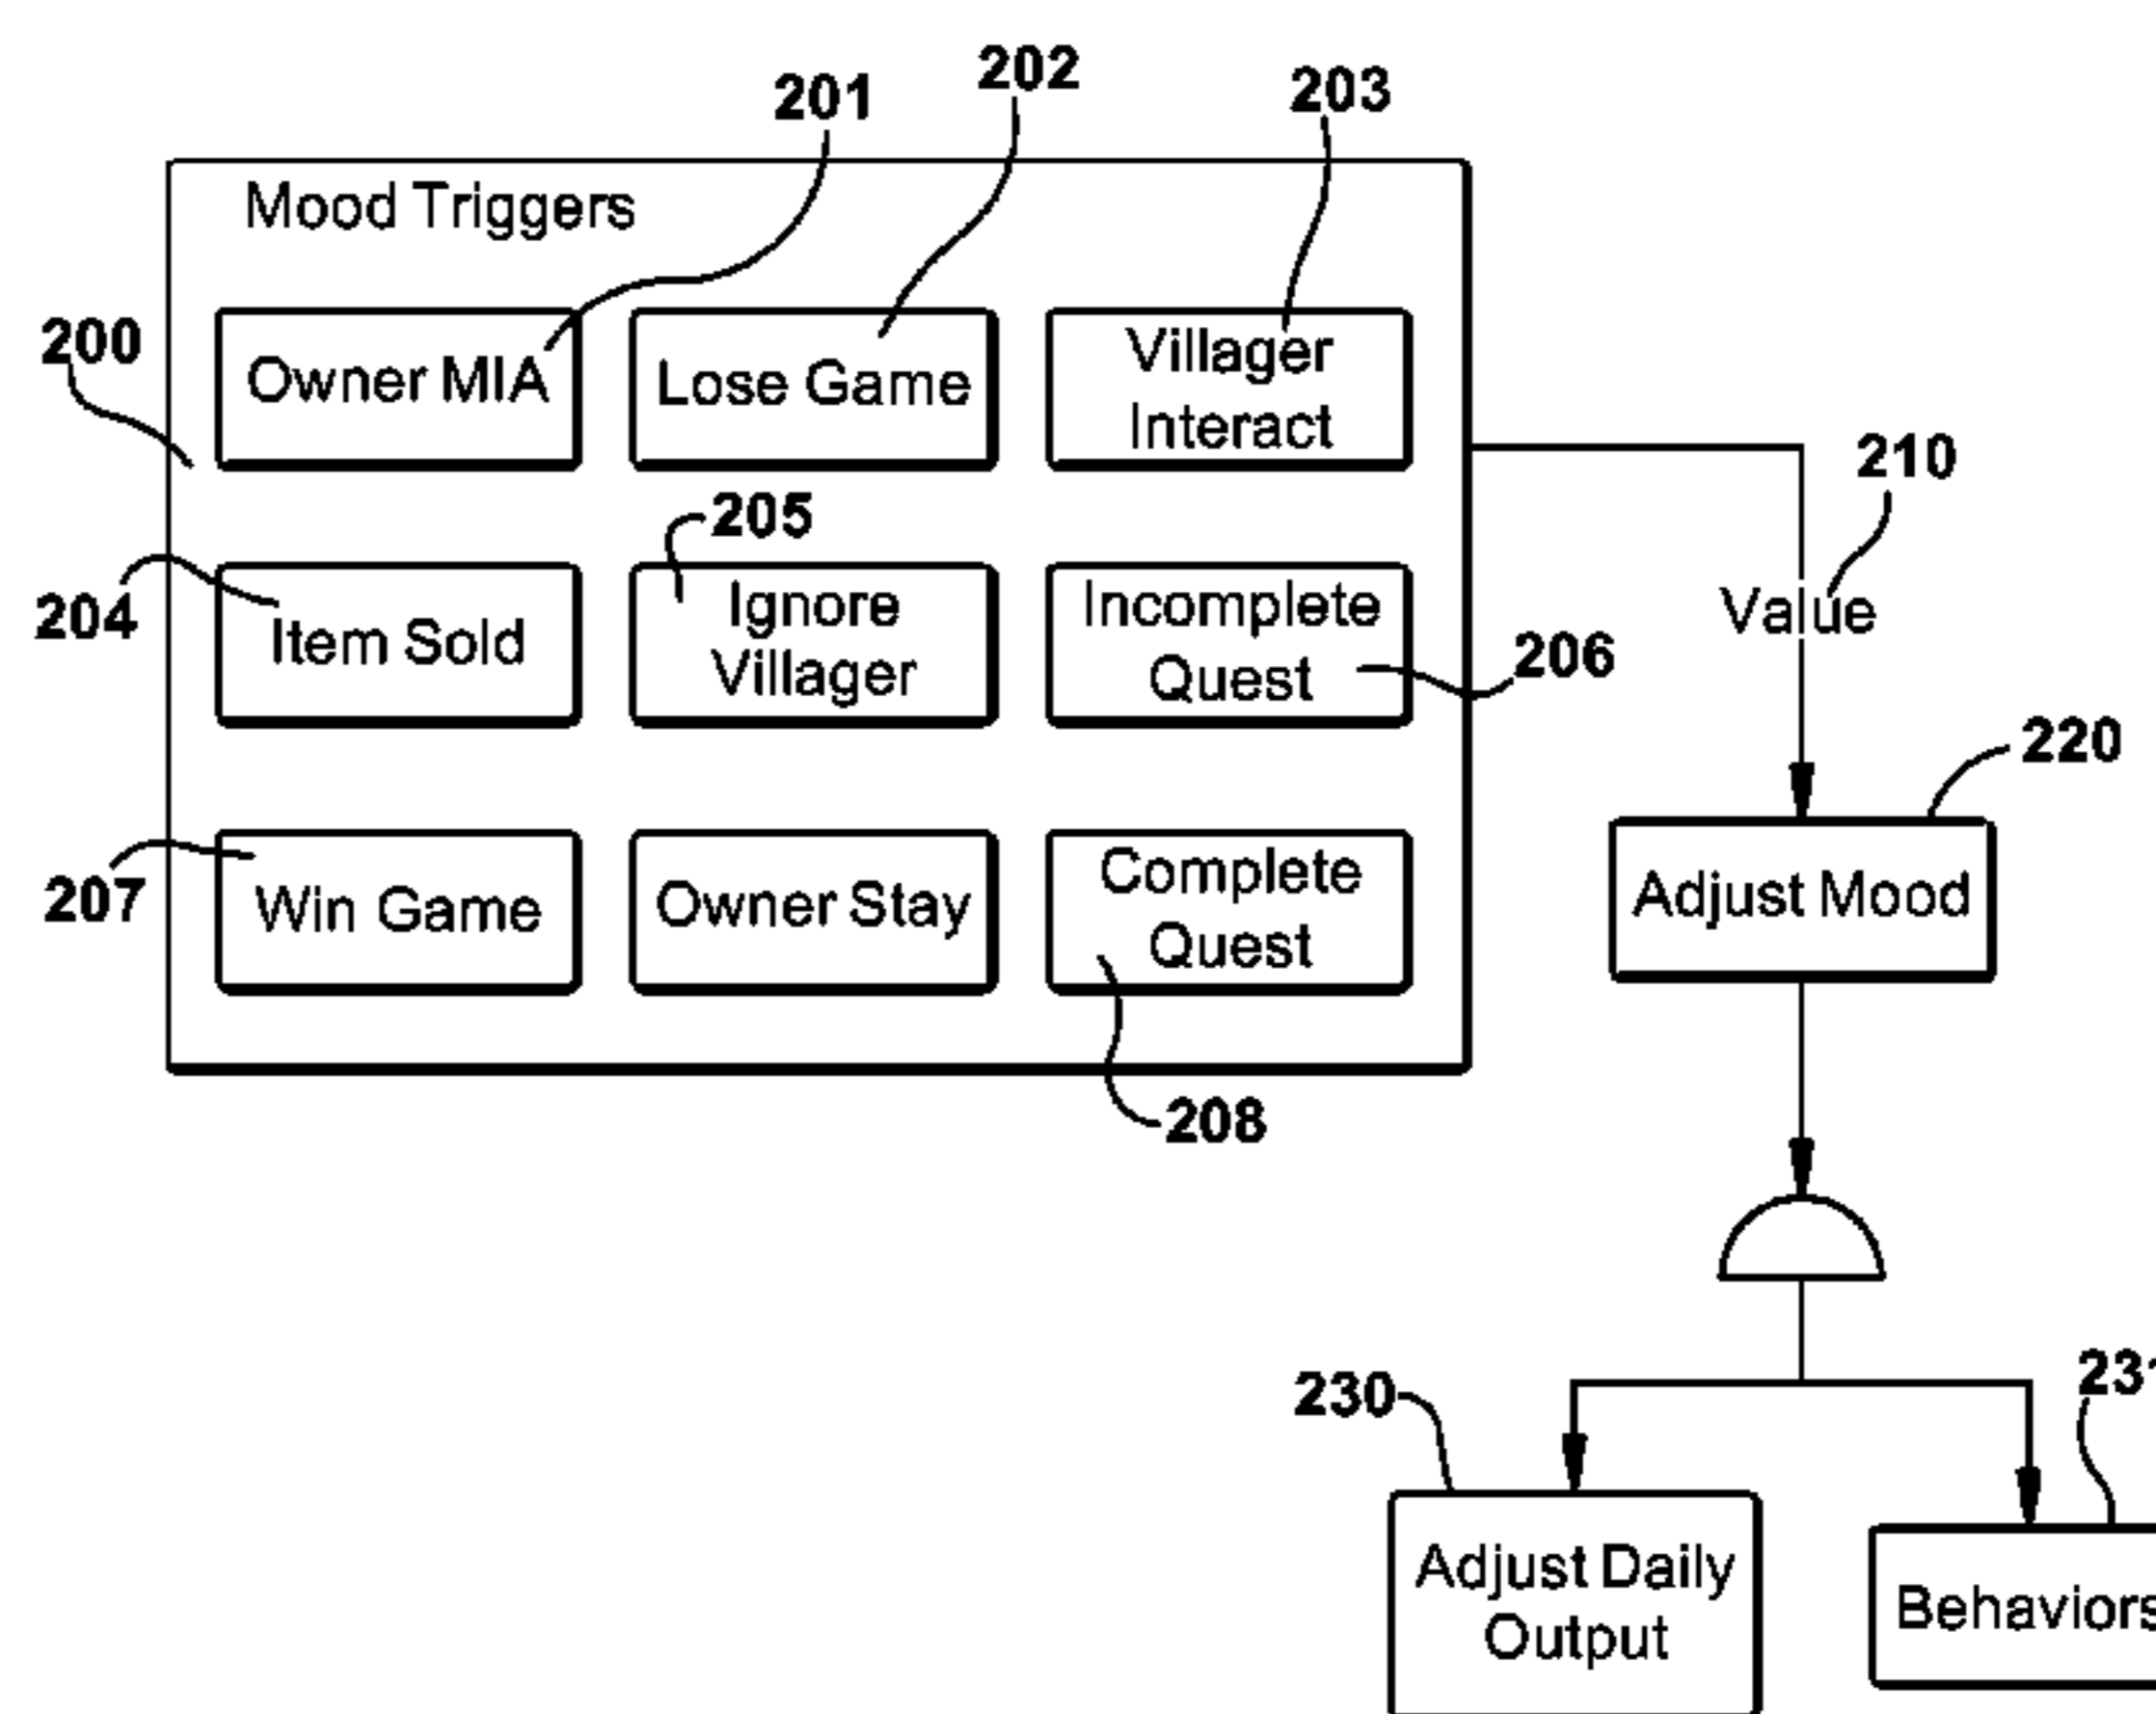 201
202
203
Mood Triggers
200
Owner MIA
Lose Game
Villager
Interact
210
205
204
Item Sold
Ignore
Villager
Incomplete
Quest
206
Value
220
207
Win Game
Owner Stay
Complete
Quest
Adjust Mood
208
230
231
Adjust Daily
Output
Behaviors